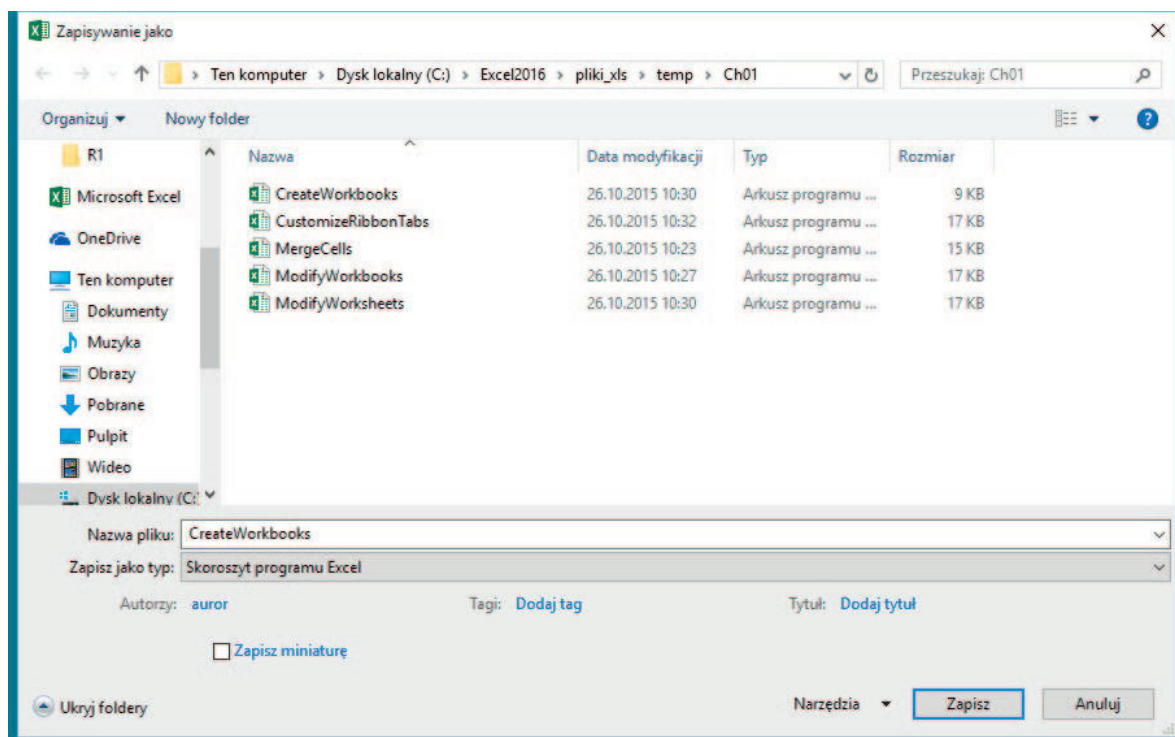 Zapisywanie jako
Ten komputer > Dysk lokalny (C:) > Excel2016 > pliki_xls > temp > Ch01 Przeszukaj: Ch01
Organizuj Nowy folder
R1 Nazwa Data modyfikacji Typ Rozmiar
Microsoft Excel CreateWorkbooks 26.10.2015 10:30 Arkusz programu ... 9 KB
CustomizeRibbonTabs 26.10.2015 10:32 Arkusz programu ... 17 KB
OneDrive MergeCells 26.10.2015 10:23 Arkusz programu ... 15 KB
Ten komputer ModifyWorkbooks 26.10.2015 10:27 Arkusz programu ... 17 KB
Dokumenty ModifyWorksheets 26.10.2015 10:30 Arkusz programu ... 17 KB
Muzyka
Obrazy
Pobrane
Pulpit
Wideo
Dysk lokalny (C:)
Nazwa pliku: CreateWorkbooks
Zapisz jako typ: Skoroszyt programu Excel
Autorzy: auror Tagi: Dodaj tag Tytuł: Dodaj tytuł
Zapisz miniaturę
Ukryj foldery Narzędzia Zapisz Anuluj